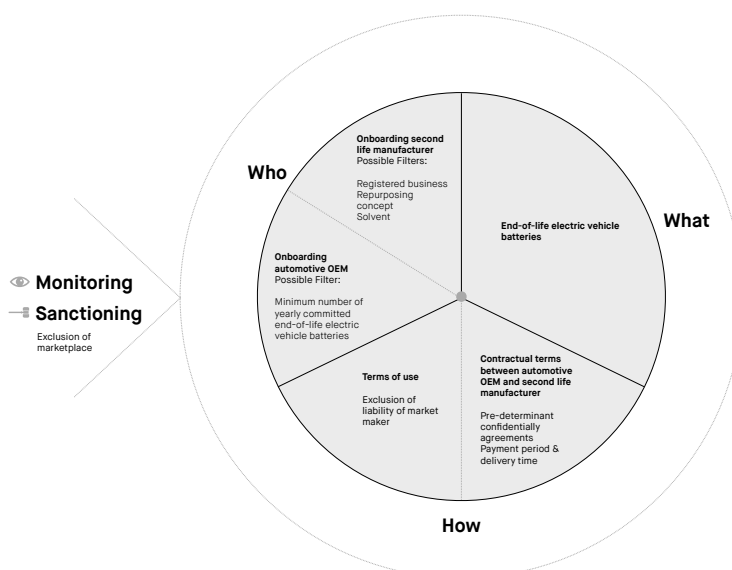 Who
Onboarding second
life manufacturer
Possible Filters:
Registered business
Repurposing
concept
Solvent
Onboarding
automotive OEM
Possible Filter:
Minimum number of
yearly committed
end-of-life electric
vehicle batteries
What
End-of-life electric vehicle
batteries
Monitoring
Sanctioning
Exclusion of
marketplace
Terms of use
Exclusion of
liability of market
maker
Contractual terms
between automotive
OEM and second life
manufacturer
Pre-determinant
confidentially
agreements
Payment period &
delivery time
How